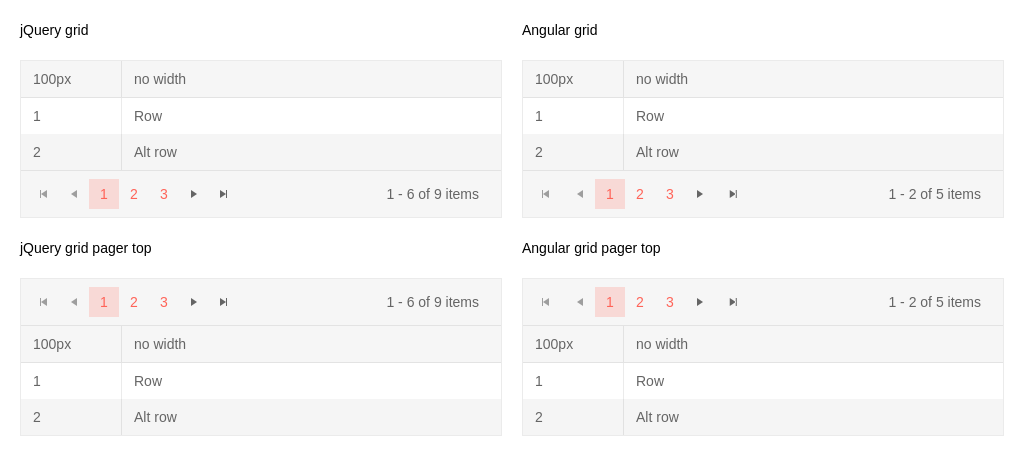 jQuery grid
100px no width
1 Row
2 Alt row
1 2 3 1 - 6 of 9 items
Angular grid
100px no width
1 Row
2 Alt row
1 2 3 1 - 2 of 5 items
jQuery grid pager top
1 2 3 1 - 6 of 9 items
100px no width
1 Row
2 Alt row
Angular grid pager top
1 2 3 1 - 2 of 5 items
100px no width
1 Row
2 Alt row